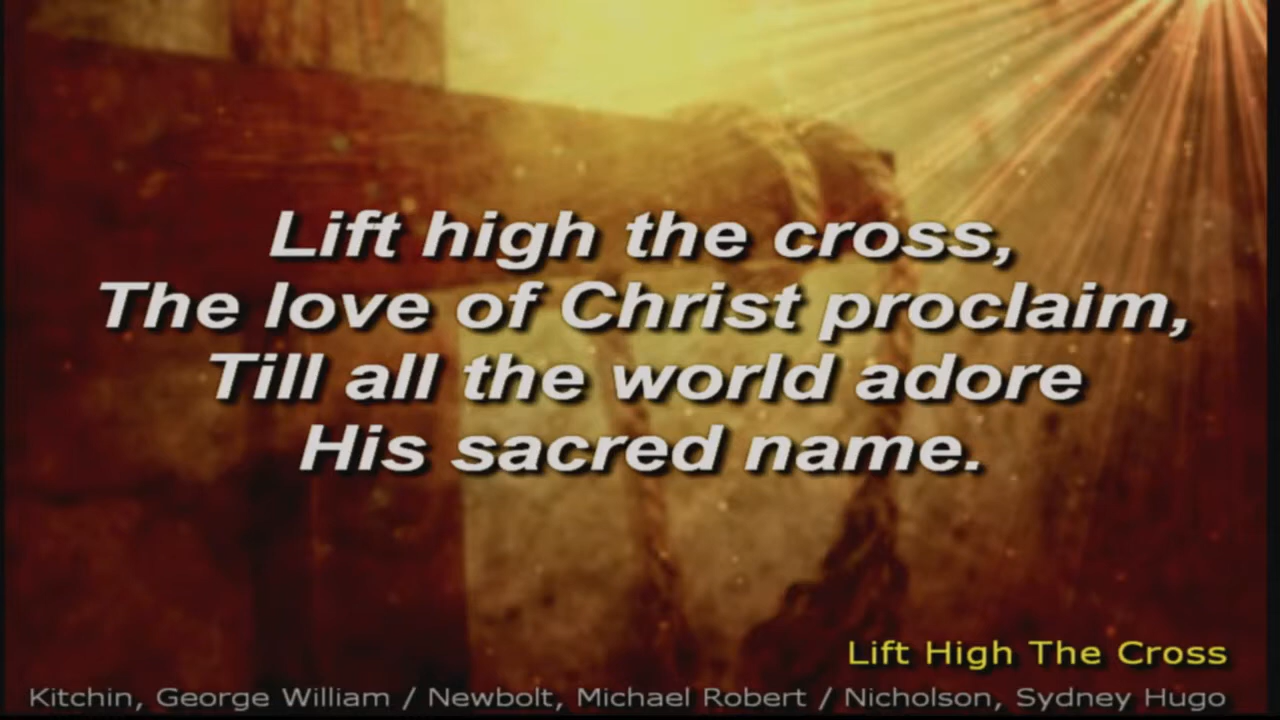 Lift high the cross,
The love of Christ proclaim,
Till all the world adore
His sacred name.
Lift High The Cross
Kitchin, George William / Newbolt, Michael Robert / Nicholson, Sydney Hugo